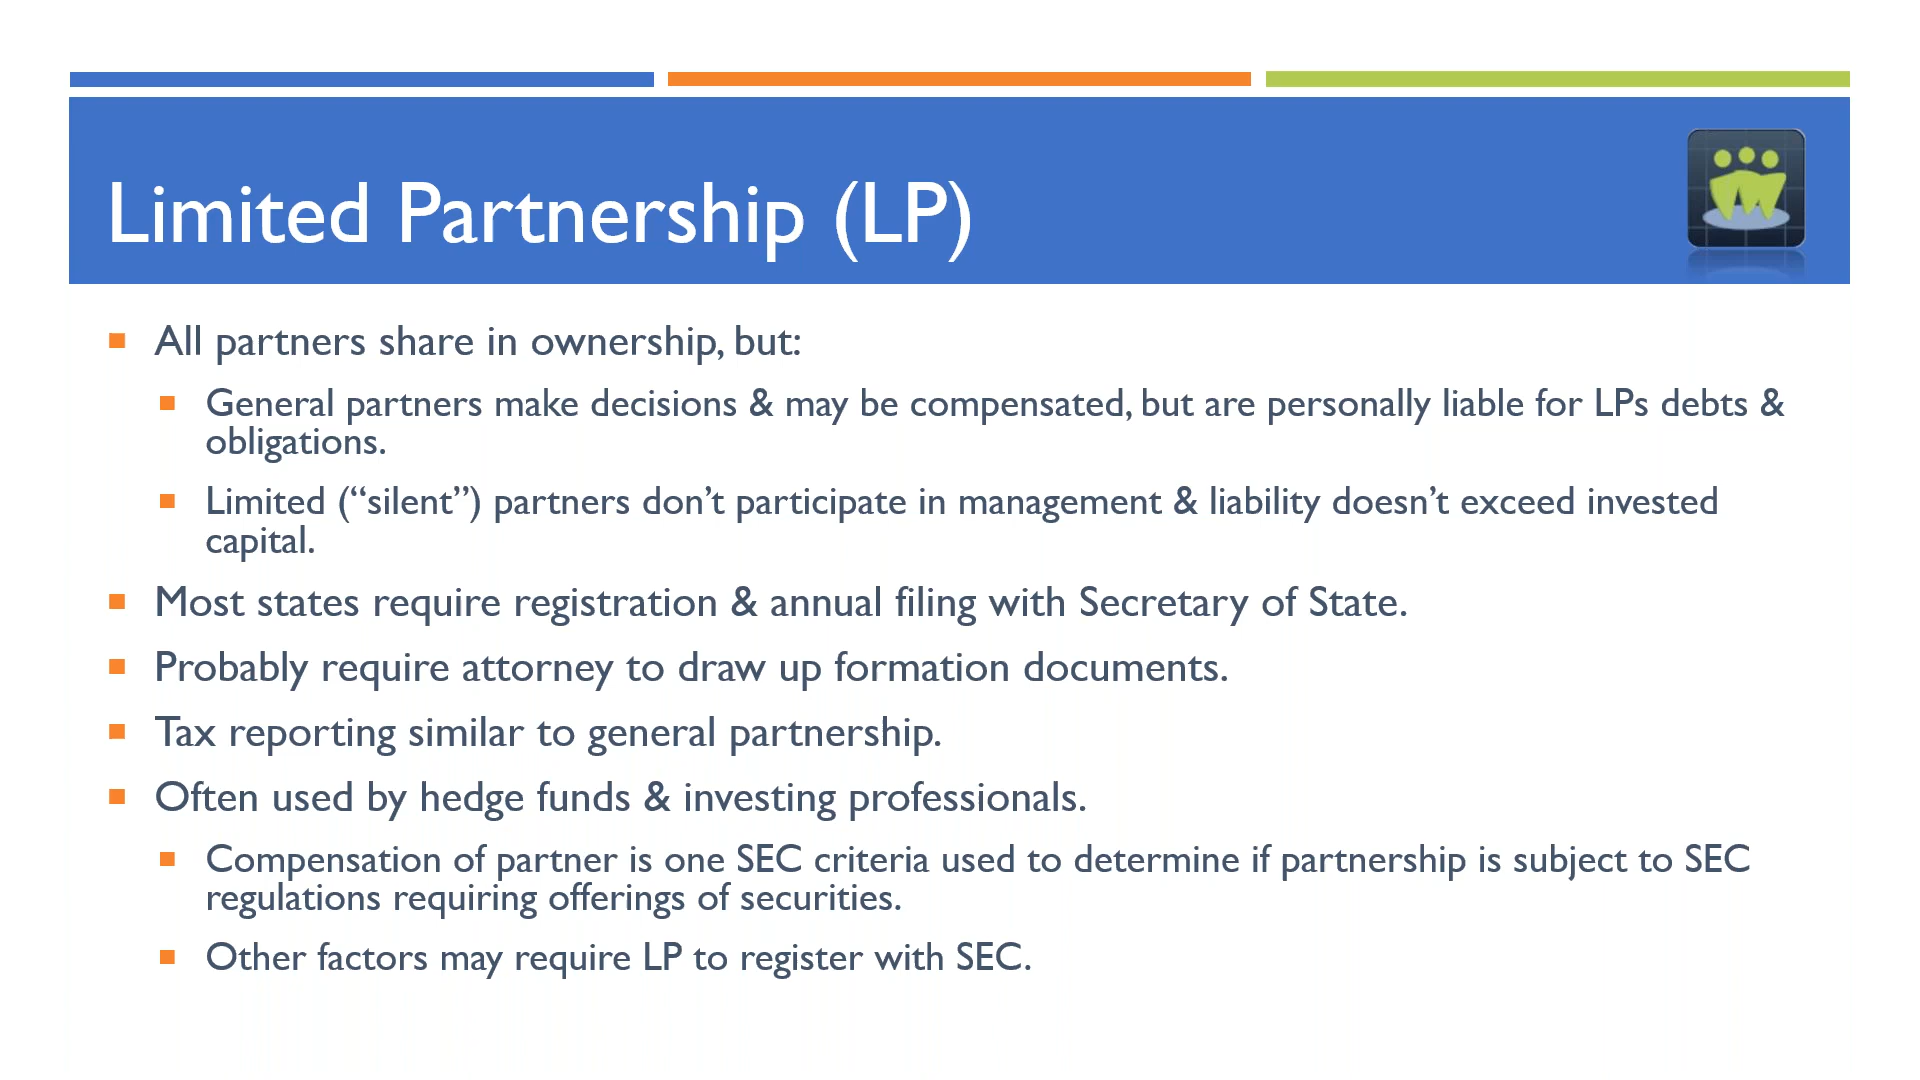 Limited Partnership (LP)
All partners share in ownership, but:
General partners make decisions & may be compensated, but are personally liable for LPs debts &
obligations.
Limited (“silent”) partners don’t participate in management & liability doesn’t exceed invested
capital.
Most states require registration & annual filing with Secretary of State.
Probably require attorney to draw up formation documents.
Tax reporting similar to general partnership.
Often used by hedge funds & investing professionals.
Compensation of partner is one SEC criteria used to determine if partnership is subject to SEC
regulations requiring offerings of securities.
Other factors may require LP to register with SEC.